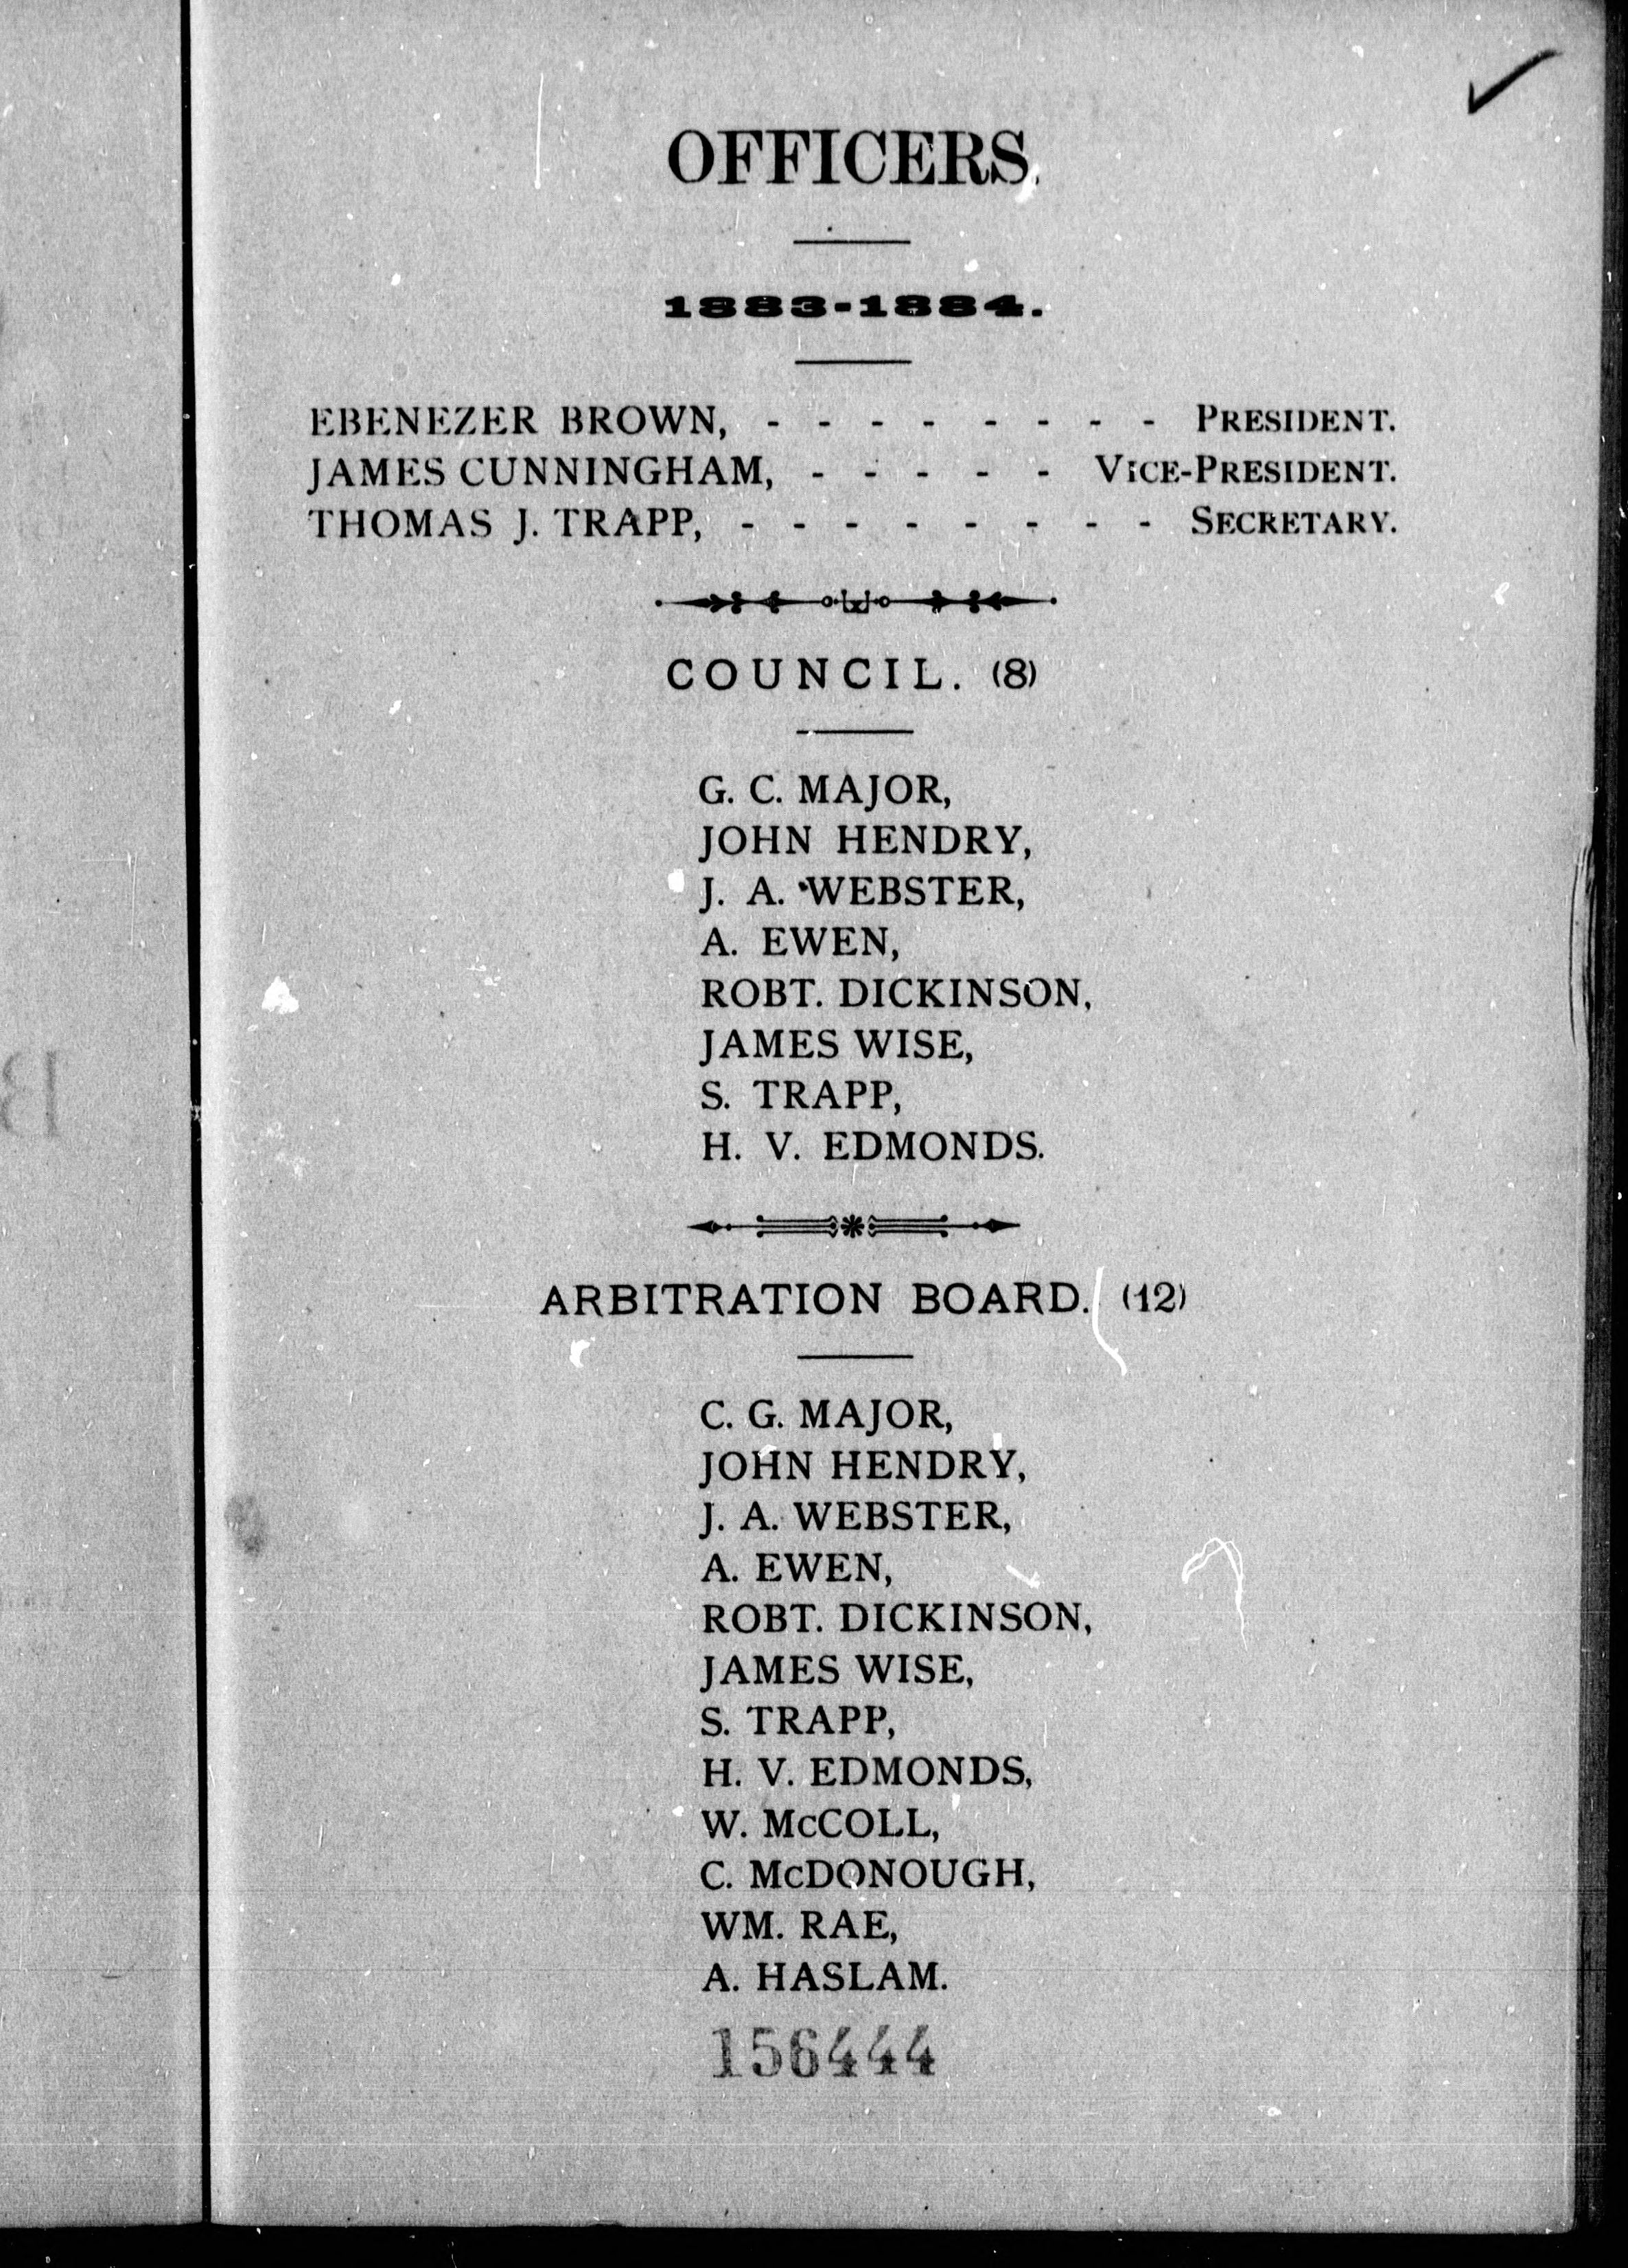 OFFICERS.
1883-1884.
EBENEZER BROWN, - - - - - - - - PRESIDENT.
JAMES CUNNINGHAM, - - - - - VICE-PRESIDENT.
THOMAS J. TRAPP, - - - - - - - - SECRETARY.
COUNCIL. (8)
G. C. MAJOR,
JOHN HENDRY,
J. A. WEBSTER,
A. EWEN,
ROBT. DICKINSON,
JAMES WISE,
S. TRAPP,
H. V. EDMONDS.
ARBITRATION BOARD. (12)
C. G. MAJOR,
JOHN HENDRY,
J. A. WEBSTER,
A. EWEN,
ROBT. DICKINSON,
JAMES WISE,
S. TRAPP,
H. V. EDMONDS,
W. McCOLL,
C. McDONOUGH,
WM. RAE,
A. HASLAM.
156444